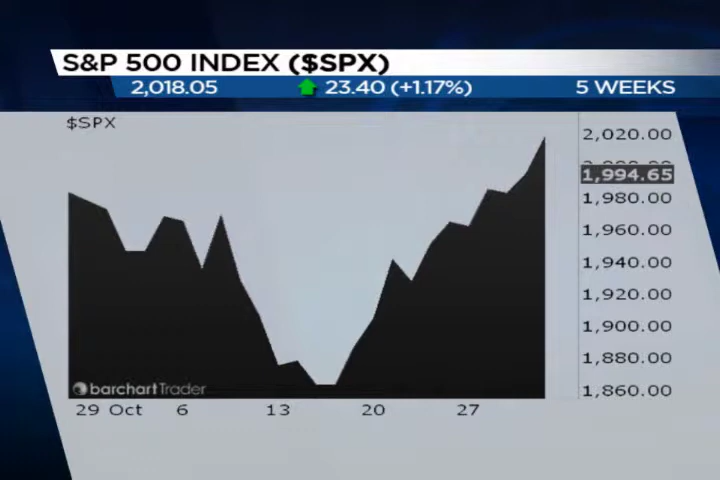 S&P 500 INDEX ($SPX)
2,018.05 23.40 (+1.17%) 5 WEEKS
$SPX
2,020.00
1,994.65
1,980.00
1,960.00
1,940.00
1,920.00
1,900.00
1,880.00
1,860.00
barchartTrader
29 Oct 6 13 20 27